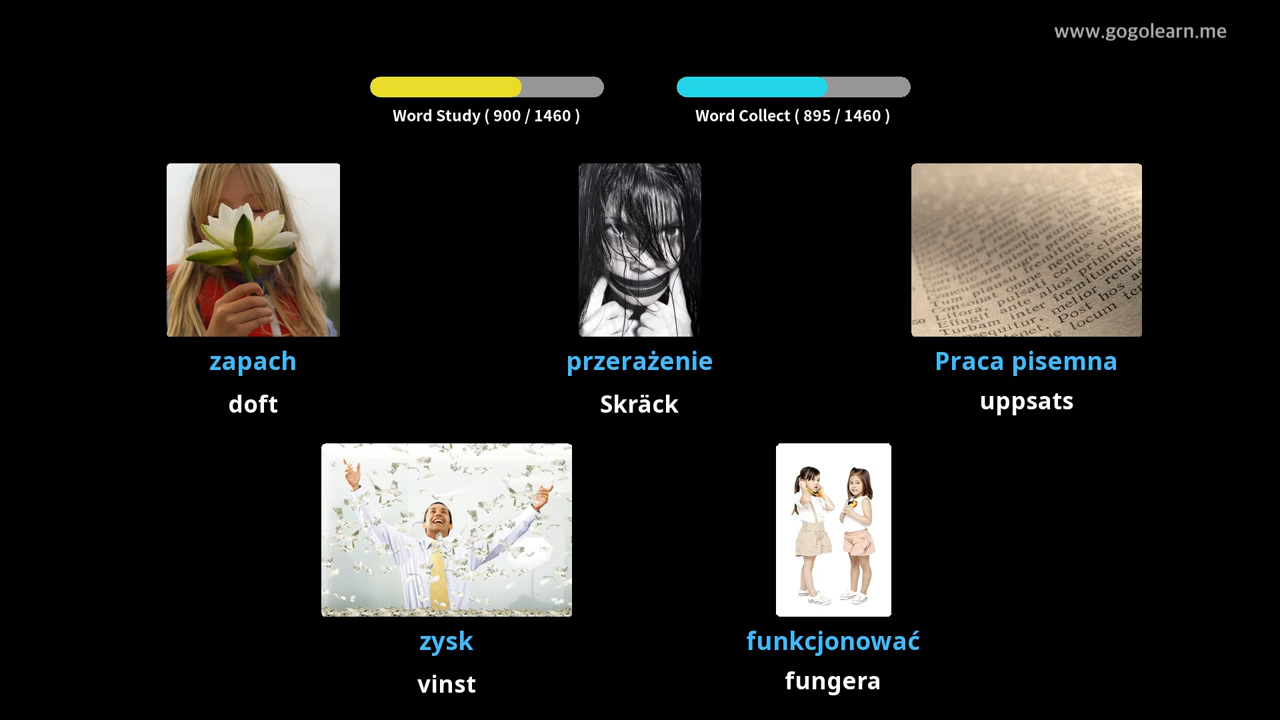 www.gogolearn.me
Word Study ( 900 / 1460 )
Word Collect ( 895 / 1460 )
zapach
doft
przerażenie
Skräck
Praca pisemna
uppsats
zysk
vinst
funkcjonować
fungera